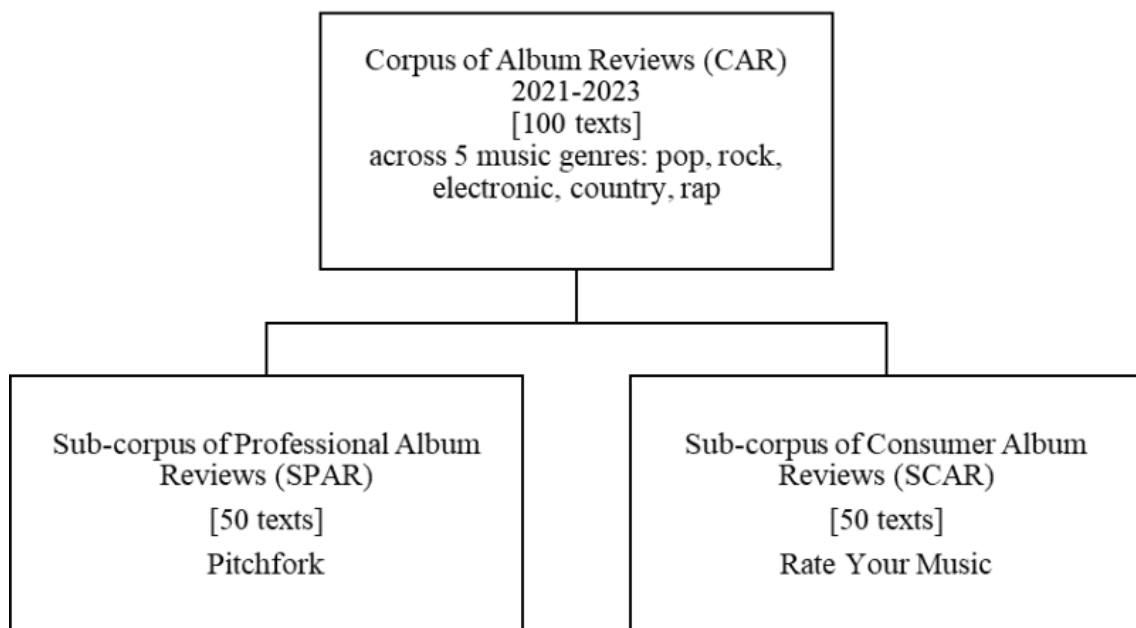 Corpus of Album Reviews (CAR)
2021-2023
[100 texts]
across 5 music genres: pop, rock,
electronic, country, rap
Sub-corpus of Professional Album
Reviews (SPAR)
[50 texts]
Pitchfork
Sub-corpus of Consumer Album
Reviews (SCAR)
[50 texts]
Rate Your Music